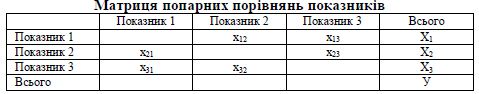 Матриця попарних порівнянь показників
Показник 1 Показник 2 Показник 3 Всього
Показник 1 x12 x13 X1
Показник 2 x21 x23 X2
Показник 3 x31 x32 X3
Всього У